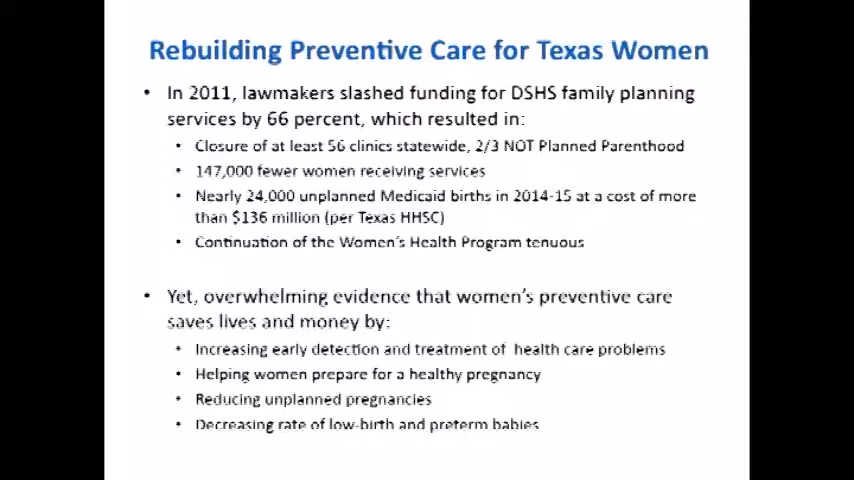 Rebuilding Preventive Care for Texas Women
• In 2011, lawmakers slashed funding for DSHS family planning
services by 66 percent, which resulted in:
• Closure of at least 56 clinics statewide, 2/3 NOT Planned Parenthood
• 147,000 fewer women receiving services
• Nearly 24,000 unplanned Medicaid births in 2014-15 at a cost of more
than $136 million (per Texas HHSC)
• Continuation of the Women's Health Program tenuous
• Yet, overwhelming evidence that women's preventive care
saves lives and money by:
• Increasing early detection and treatment of health care problems
• Helping women prepare for a healthy pregnancy
• Reducing unplanned pregnancies
• Decreasing rate of low-birth and preterm babies